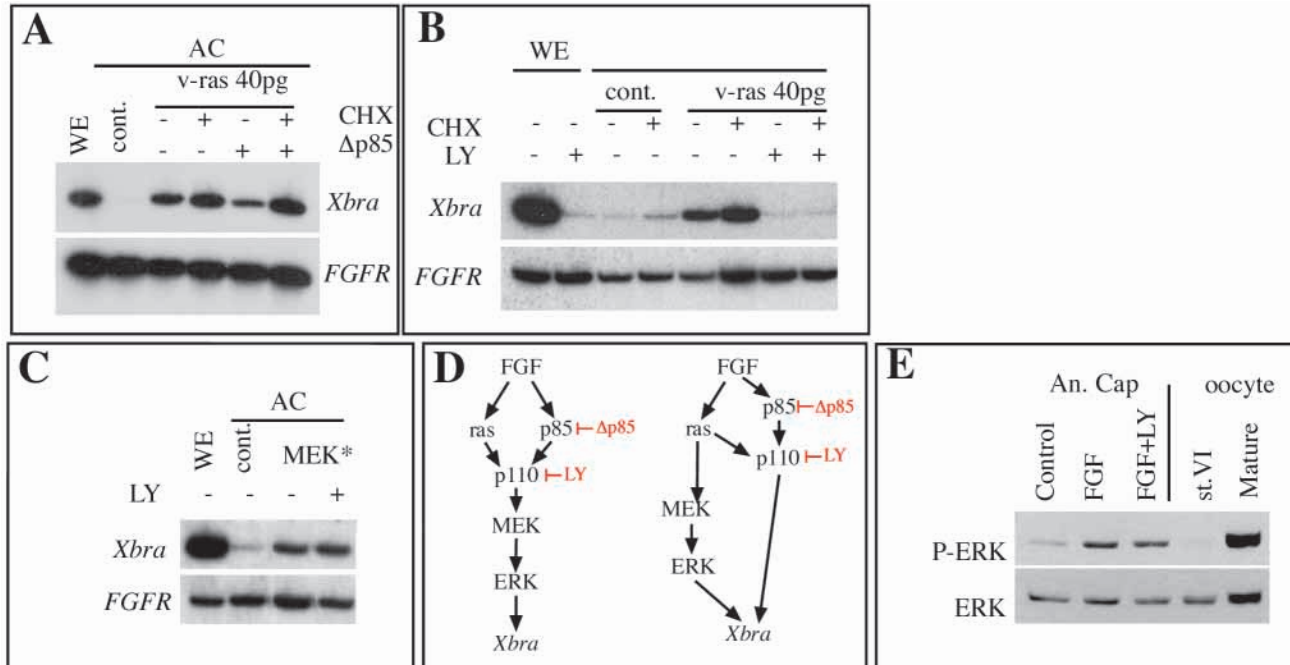 A
AC
v-ras 40pg
WE
cont.
- + - + CHX
- - + + Δp85
Xbra
FGFR
B
WE
cont.
v-ras 40pg
CHX - - - + - + - +
LY - + - - - - + +
Xbra
FGFR
C
AC
WE
cont.
MEK*
LY - - - +
Xbra
FGFR
D
FGF
ras p85 Δp85
p110 LY
MEK
ERK
Xbra
FGF
p85 Δp85
ras
p110 LY
MEK
ERK
Xbra
E
An. Cap oocyte
Control
FGF
FGF+LY
st.VI
Mature
P-ERK
ERK